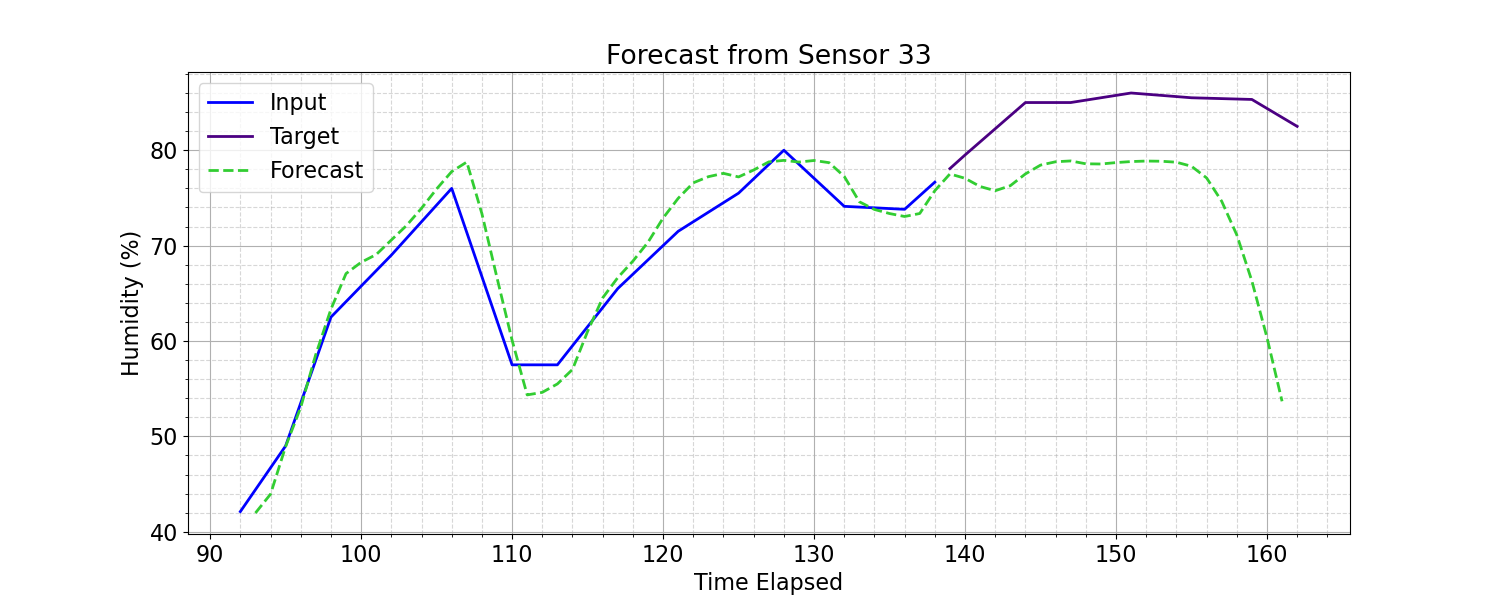 Forecast from Sensor 33
Input
Target
Forecast
Humidity (%)
80
70
60
50
40
90 100 110 120 130 140 150 160
Time Elapsed